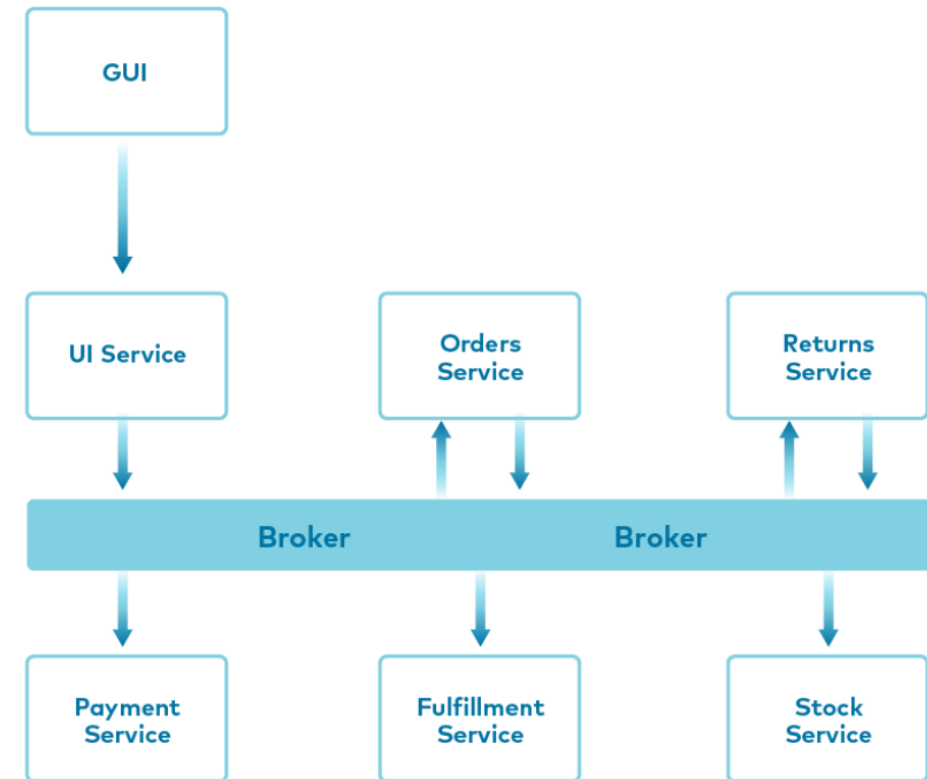 GUI
UI Service
Orders
Service
Returns
Service
Broker
Broker
Payment
Service
Fulfillment
Service
Stock
Service